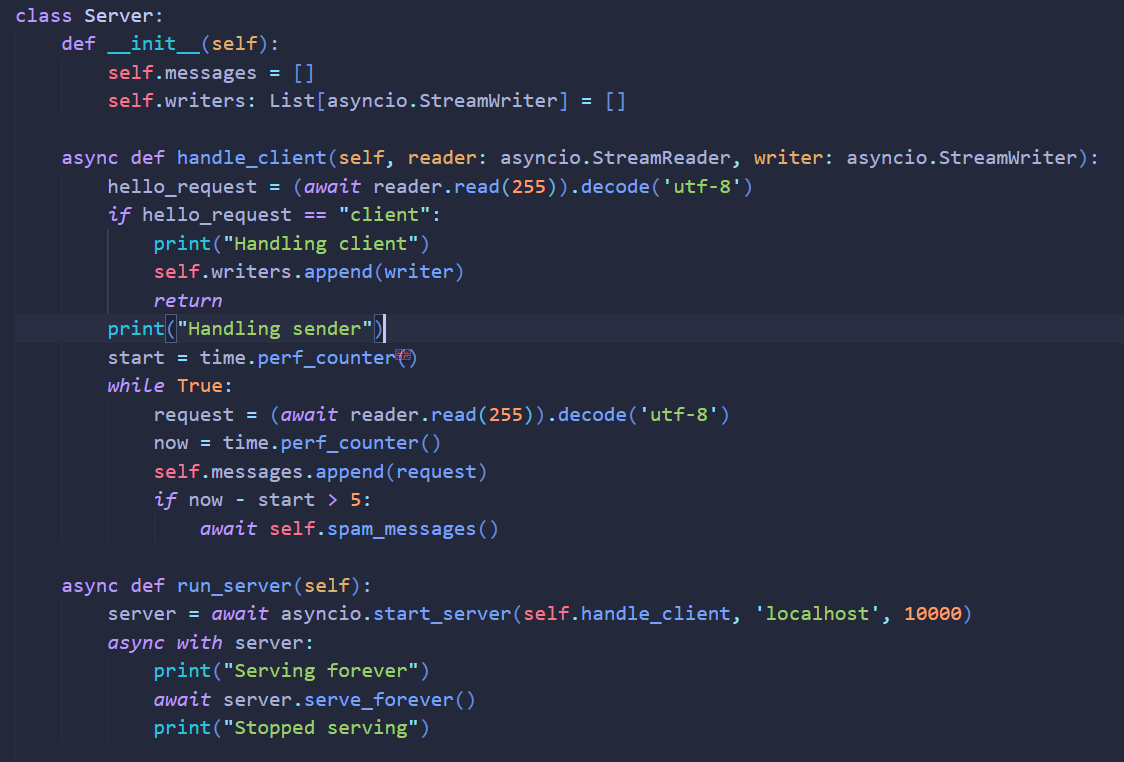 class Server:
    def __init__(self):
        self.messages = []
        self.writers: List[asyncio.StreamWriter] = []

    async def handle_client(self, reader: asyncio.StreamReader, writer: asyncio.StreamWriter):
        hello_request = (await reader.read(255)).decode('utf-8')
        if hello_request == "client":
            print("Handling client")
            self.writers.append(writer)
            return
        print("Handling sender")
        start = time.perf_counter()
        while True:
            request = (await reader.read(255)).decode('utf-8')
            now = time.perf_counter()
            self.messages.append(request)
            if now - start > 5:
                await self.spam_messages()

    async def run_server(self):
        server = await asyncio.start_server(self.handle_client, 'localhost', 10000)
        async with server:
            print("Serving forever")
            await server.serve_forever()
            print("Stopped serving")